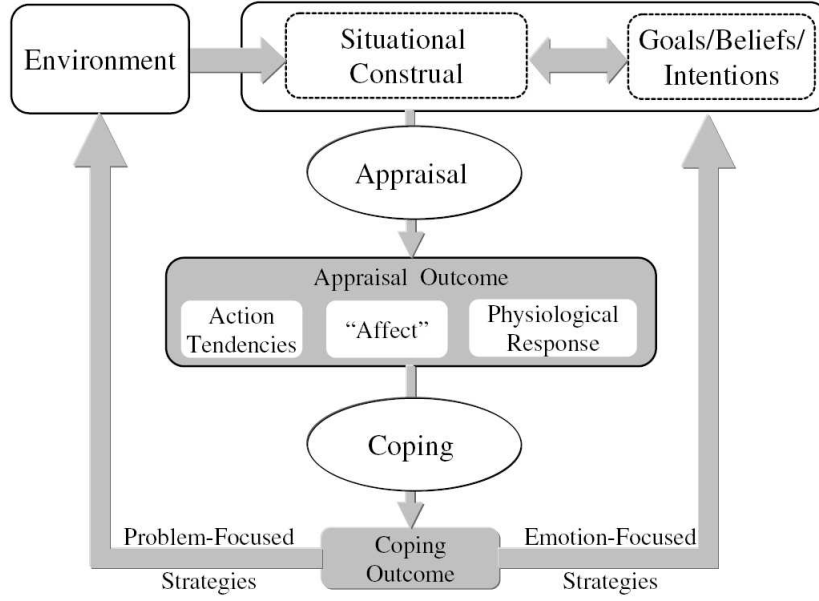 Environment
Situational
Construal
Goals/Beliefs/
Intentions
Appraisal
Appraisal Outcome
Action
Tendencies
“Affect”
Physiological
Response
Coping
Problem-Focused
Strategies
Coping
Outcome
Emotion-Focused
Strategies